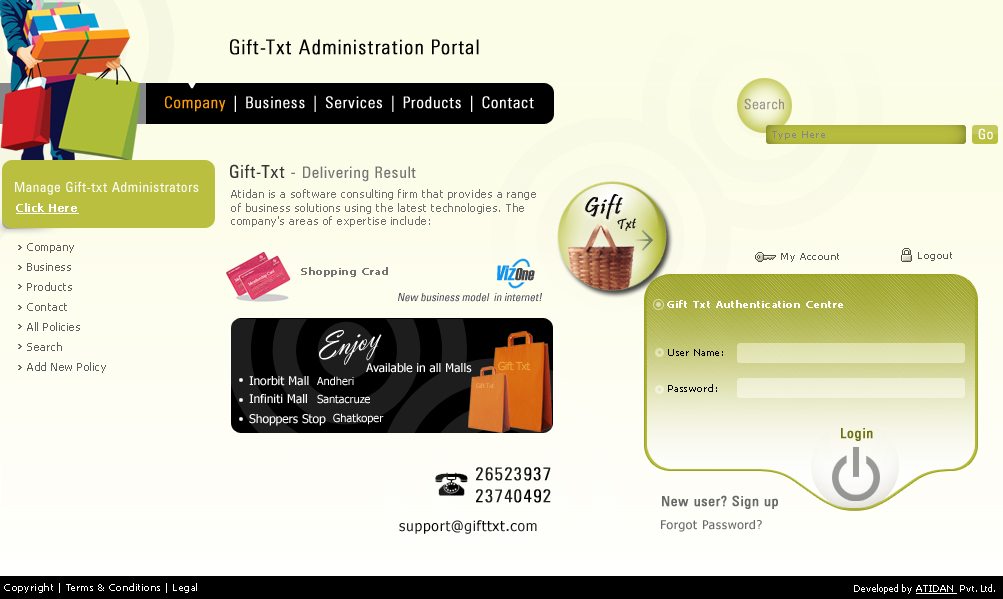 Gift-Txt Administration Portal
Company | Business | Services | Products | Contact
Search
Type Here
Go
Manage Gift-txt Administrators
Click Here
Company
Business
Products
Contact
All Policies
Search
Add New Policy
Gift-Txt - Delivering Result
Atidan is a software consulting firm that provides a range
of business solutions using the latest technologies. The
company's areas of expertise include:
Shopping Crad
VizOne
New business model in internet!
Enjoy
Available in all Malls
• Inorbit Mall Andheri
• Infiniti Mall Santacruze
• Shoppers Stop Ghatkoper
Gift Txt
Gift Txt
26523937
23740492
support@gifttxt.com
Gift
Txt
My Account
Logout
Gift Txt Authentication Centre
User Name:
Password:
Login
New user? Sign up
Forgot Password?
Copyright | Terms & Conditions | Legal
Developed by ATIDAN Pvt. Ltd.